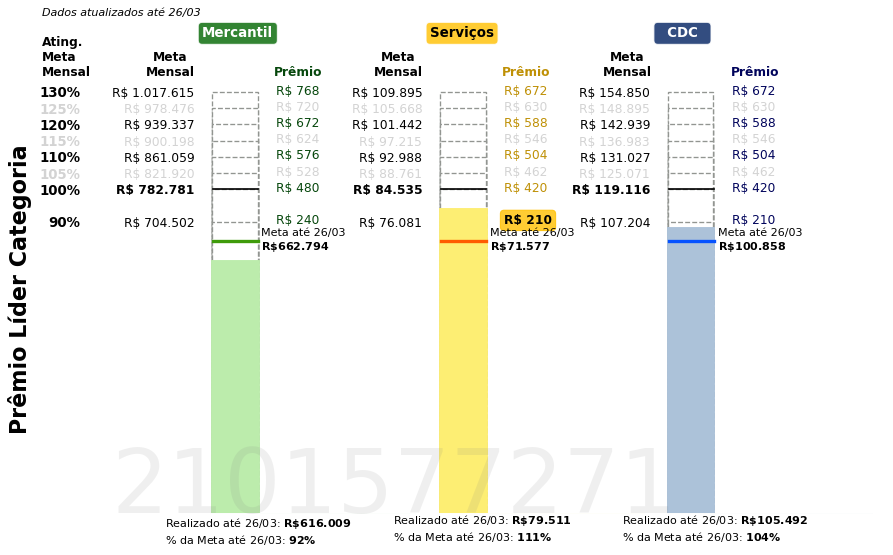 Dados atualizados até 26/03
Mercantil Serviços CDC
Ating.
Meta Meta Meta Meta
Mensal Mensal Prêmio Mensal Prêmio Mensal Prêmio
130% R$ 1.017.615 R$ 768 R$ 109.895 R$ 672 R$ 154.850 R$ 672
125% R$ 978.476 R$ 720 R$ 105.668 R$ 630 R$ 148.895 R$ 630
120% R$ 939.337 R$ 672 R$ 101.442 R$ 588 R$ 142.939 R$ 588
115% R$ 900.198 R$ 624 R$ 97.215 R$ 546 R$ 136.983 R$ 546
110% R$ 861.059 R$ 576 R$ 92.988 R$ 504 R$ 131.027 R$ 504
105% R$ 821.920 R$ 528 R$ 88.761 R$ 462 R$ 125.071 R$ 462
100% R$ 782.781 R$ 480 R$ 84.535 R$ 420 R$ 119.116 R$ 420
90% R$ 704.502 R$ 240 R$ 76.081 R$ 210 R$ 107.204 R$ 210
Meta até 26/03 Meta até 26/03 Meta até 26/03
R$662.794 R$71.577 R$100.858
Prêmio Líder Categoria
2101577271
Realizado até 26/03: R$616.009 Realizado até 26/03: R$79.511 Realizado até 26/03: R$105.492
% da Meta até 26/03: 92% % da Meta até 26/03: 111% % da Meta até 26/03: 104%